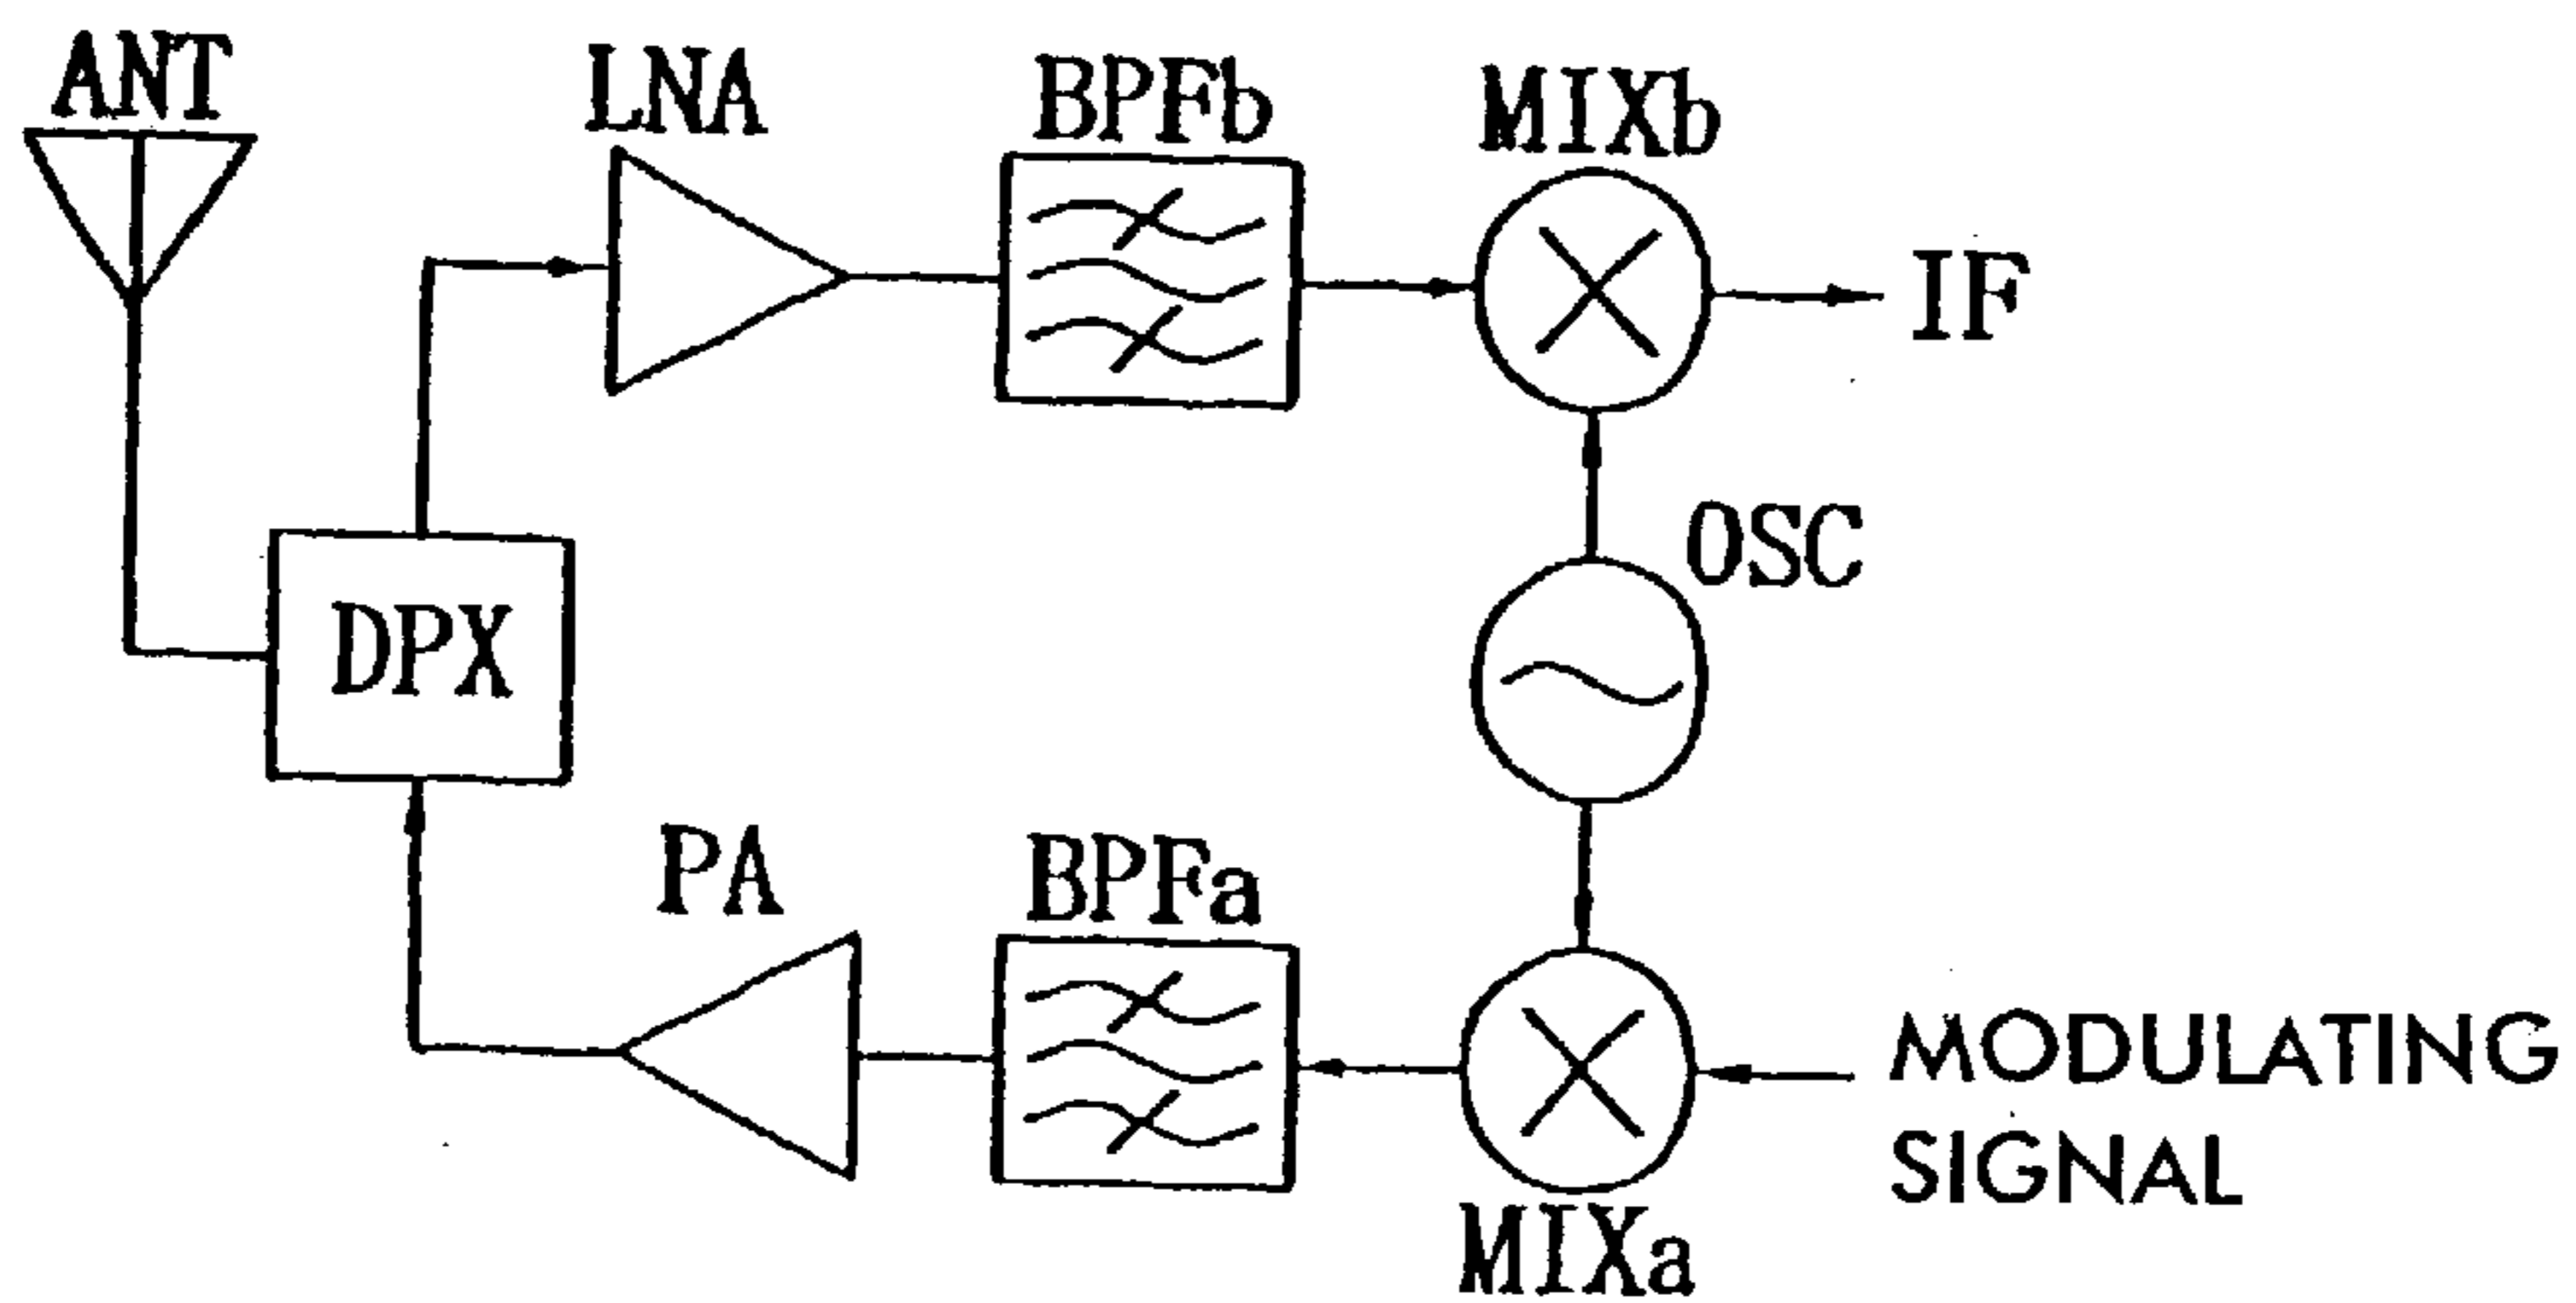 ANT
LNA
BPFb
MIXb
IF
OSC
DPX
PA
BPFa
MODULATING
SIGNAL
MIXa